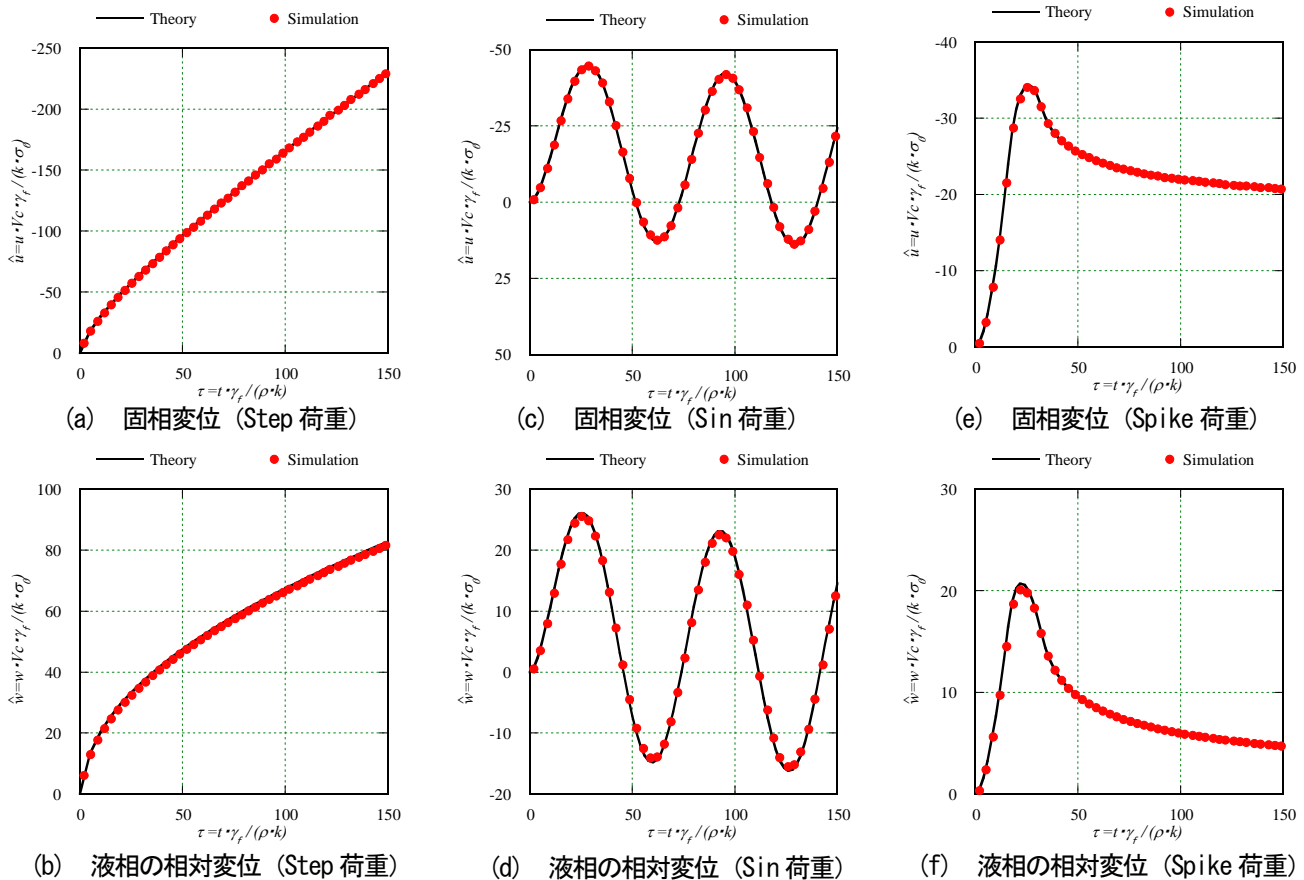 Theory Simulation
-250
-200
-150
-100
-50
0
û=u・Vc・γf/(k・σ0)
0 50 100 150
τ=t・γf/(ρ・k)
(a) 固相変位 (Step 荷重)
Theory Simulation
-50
-25
0
25
50
û=u・Vc・γf/(k・σ0)
0 50 100 150
τ=t・γf/(ρ・k)
(c) 固相変位 (Sin 荷重)
Theory Simulation
-40
-30
-20
-10
0
û=u・Vc・γf/(k・σ0)
0 50 100 150
τ=t・γf/(ρ・k)
(e) 固相変位 (Spike 荷重)
Theory Simulation
100
80
60
40
20
0
ŵ=w・Vc・γf/(k・σ0)
0 50 100 150
τ=t・γf/(ρ・k)
(b) 液相の相対変位 (Step 荷重)
Theory Simulation
30
20
10
0
-10
-20
ŵ=w・Vc・γf/(k・σ0)
0 50 100 150
τ=t・γf/(ρ・k)
(d) 液相の相対変位 (Sin 荷重)
Theory Simulation
30
20
10
0
ŵ=w・Vc・γf/(k・σ0)
0 50 100 150
τ=t・γf/(ρ・k)
(f) 液相の相対変位 (Spike 荷重)